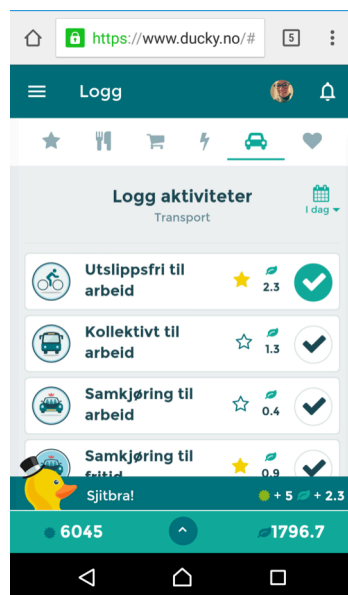 https://www.ducky.no/#
5
Logg
Logg aktiviteter
Transport
I dag
Utslippsfri til
arbeid
2.3
Kollektivt til
arbeid
1.3
Samkjøring til
arbeid
0.4
Samkjøring til
fritid
0.9
Sjitbra!
+ 5
+ 2.3
6045
1796.7